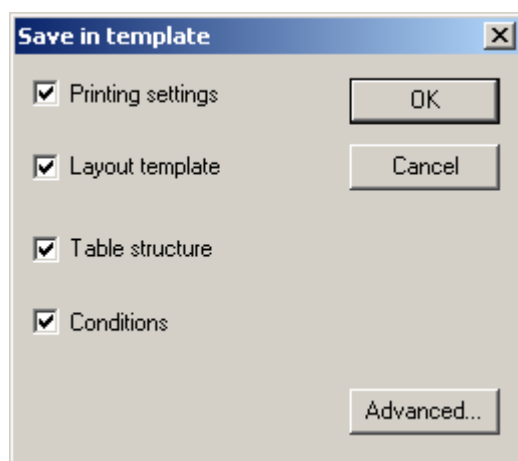 Save in template
Printing settings
OK
Layout template
Cancel
Table structure
Conditions
Advanced...